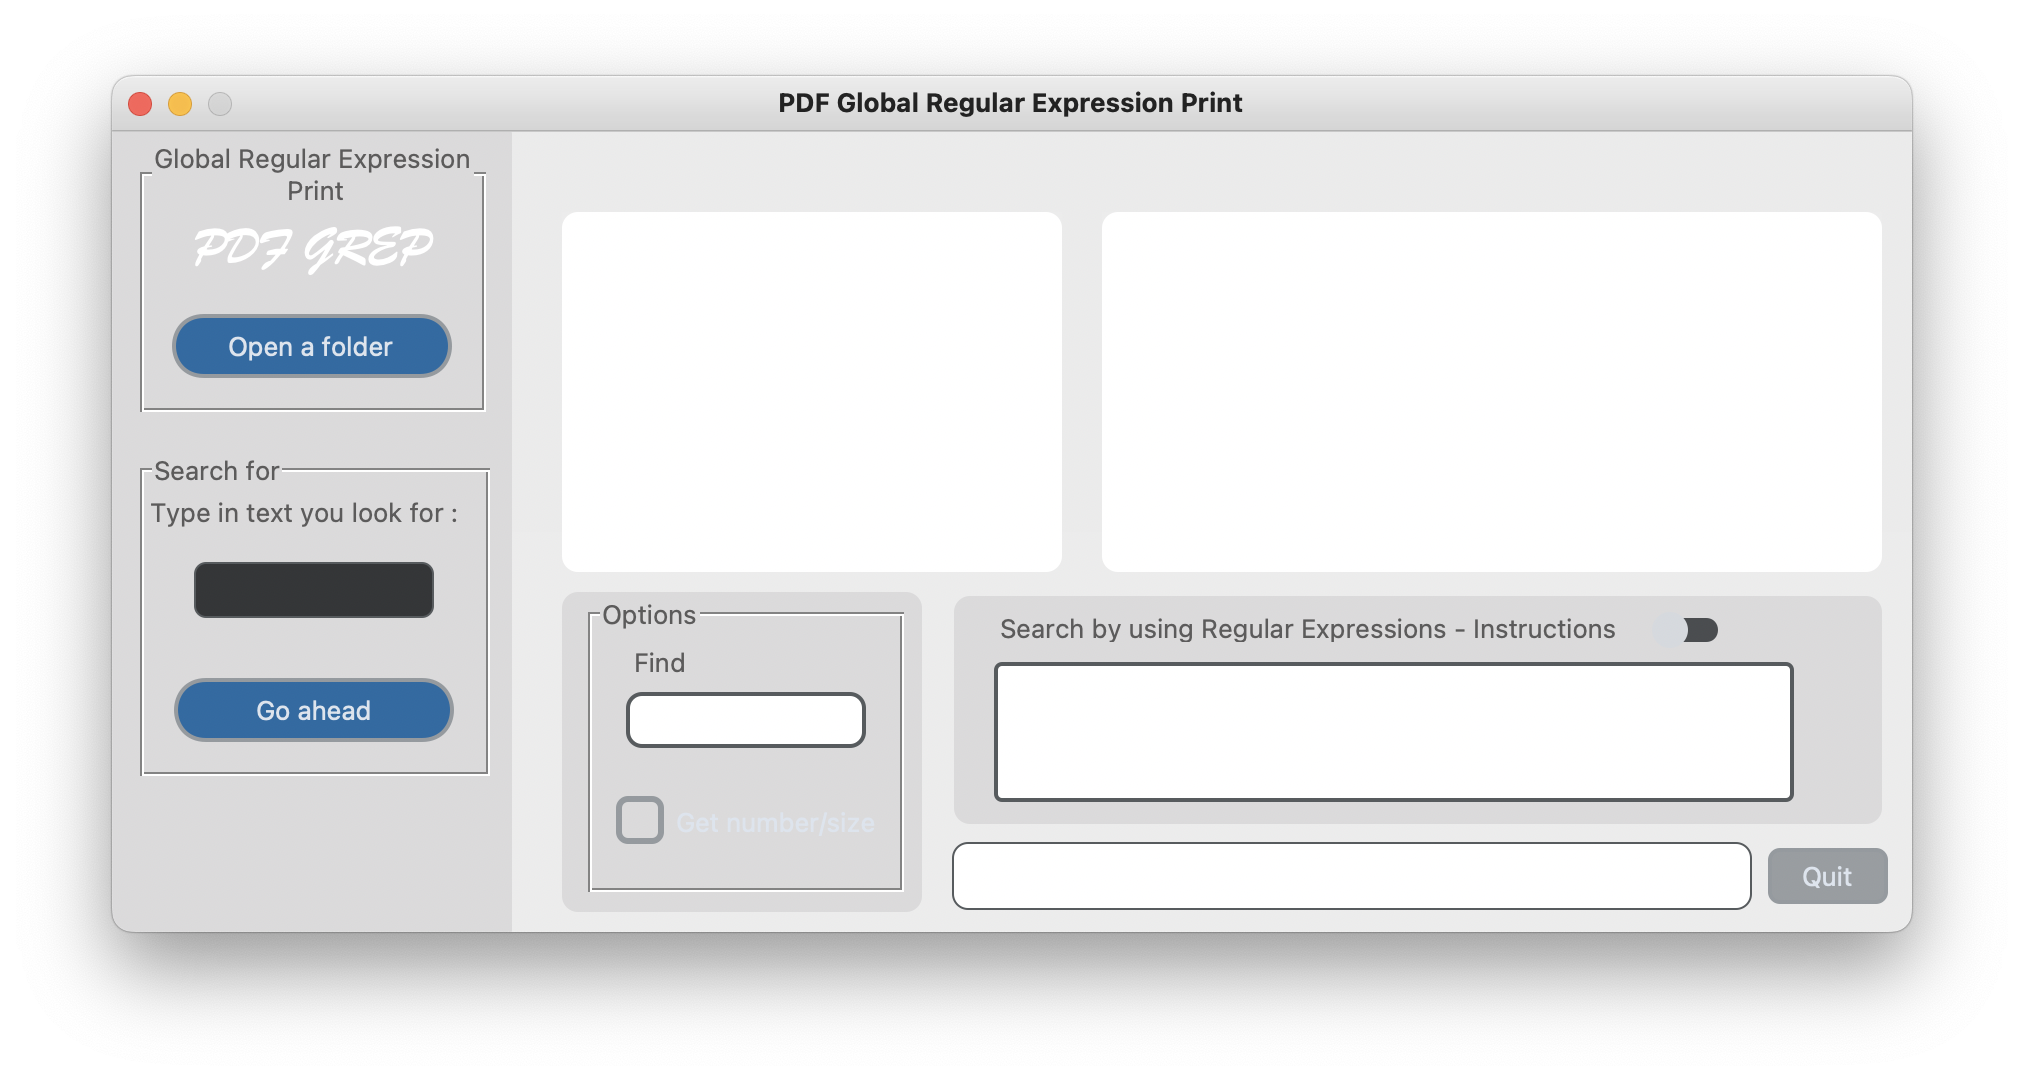 PDF Global Regular Expression Print
Global Regular Expression
Print
PDF GREP
Open a folder
Search for
Type in text you look for :
Go ahead
Options
Find
Get number/size
Search by using Regular Expressions - Instructions
Quit